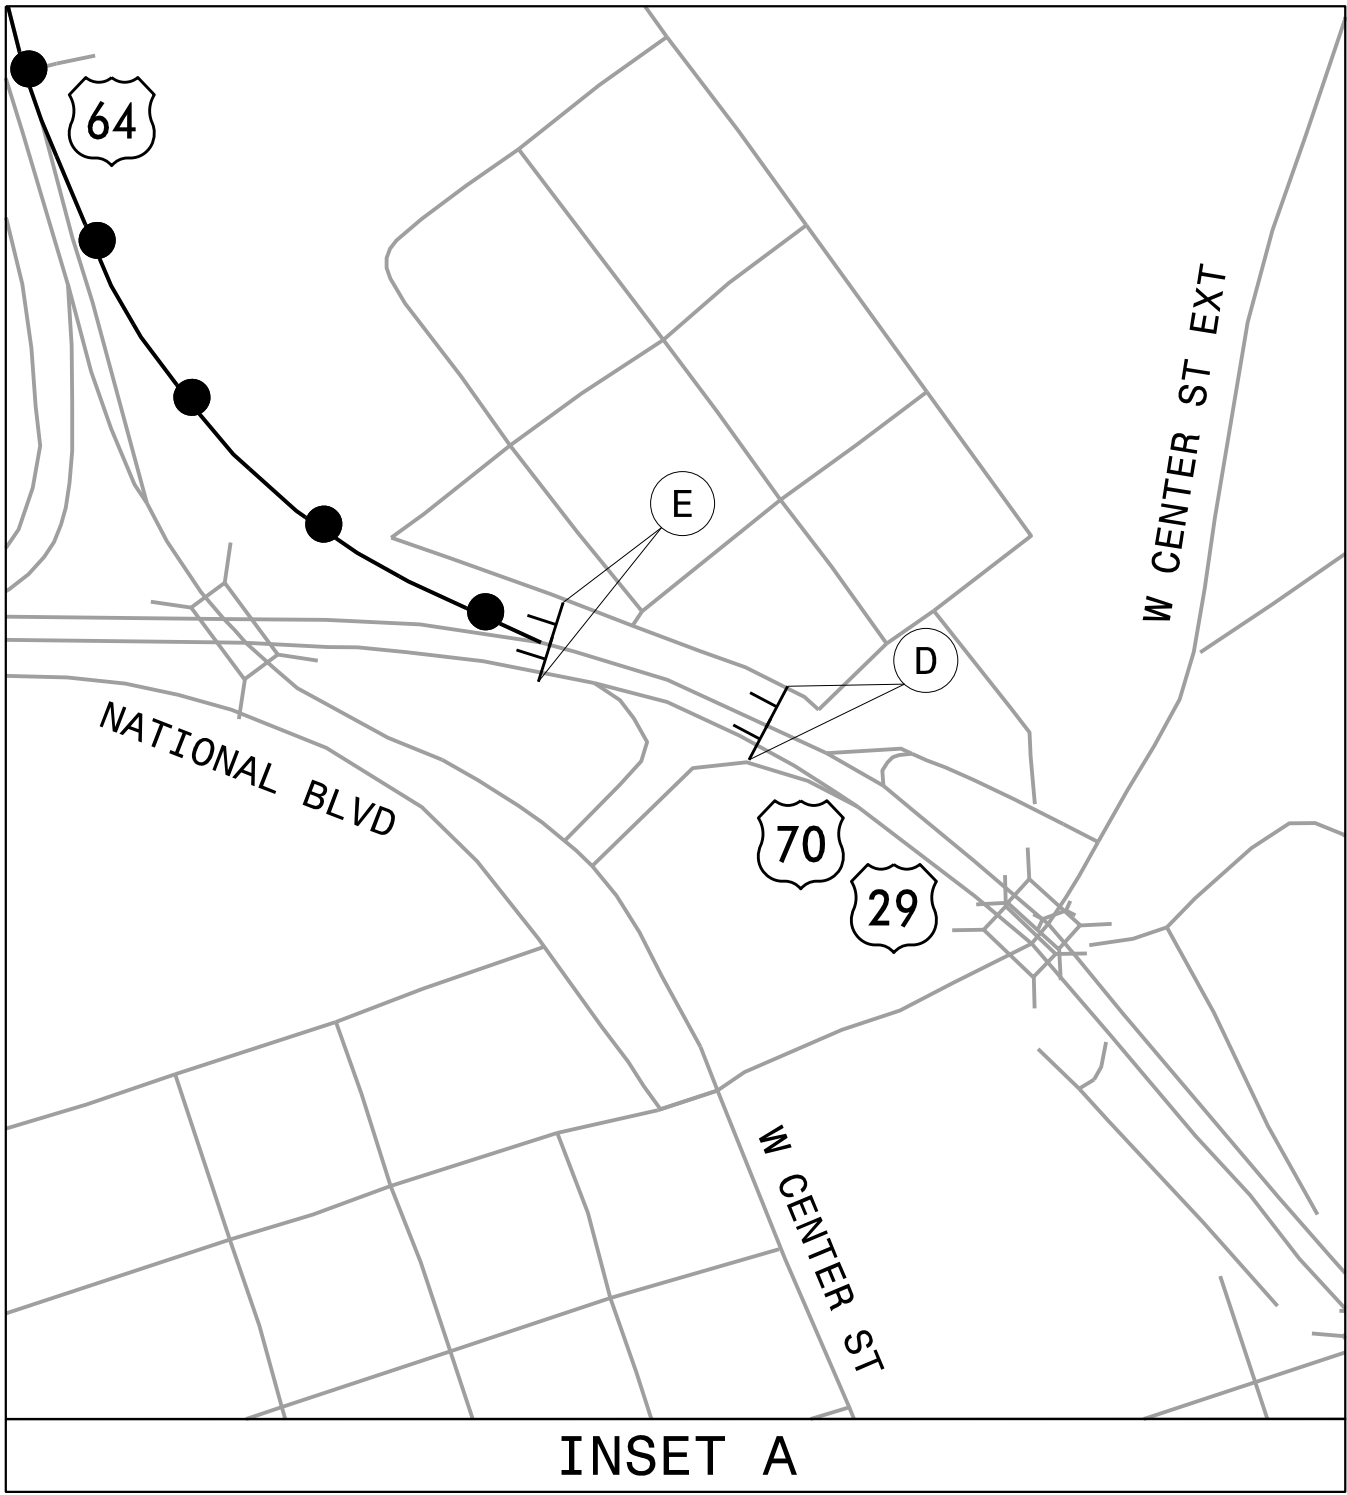 64
W CENTER ST EXT
E
D
NATIONAL BLVD
70
29
W CENTER ST
INSET A